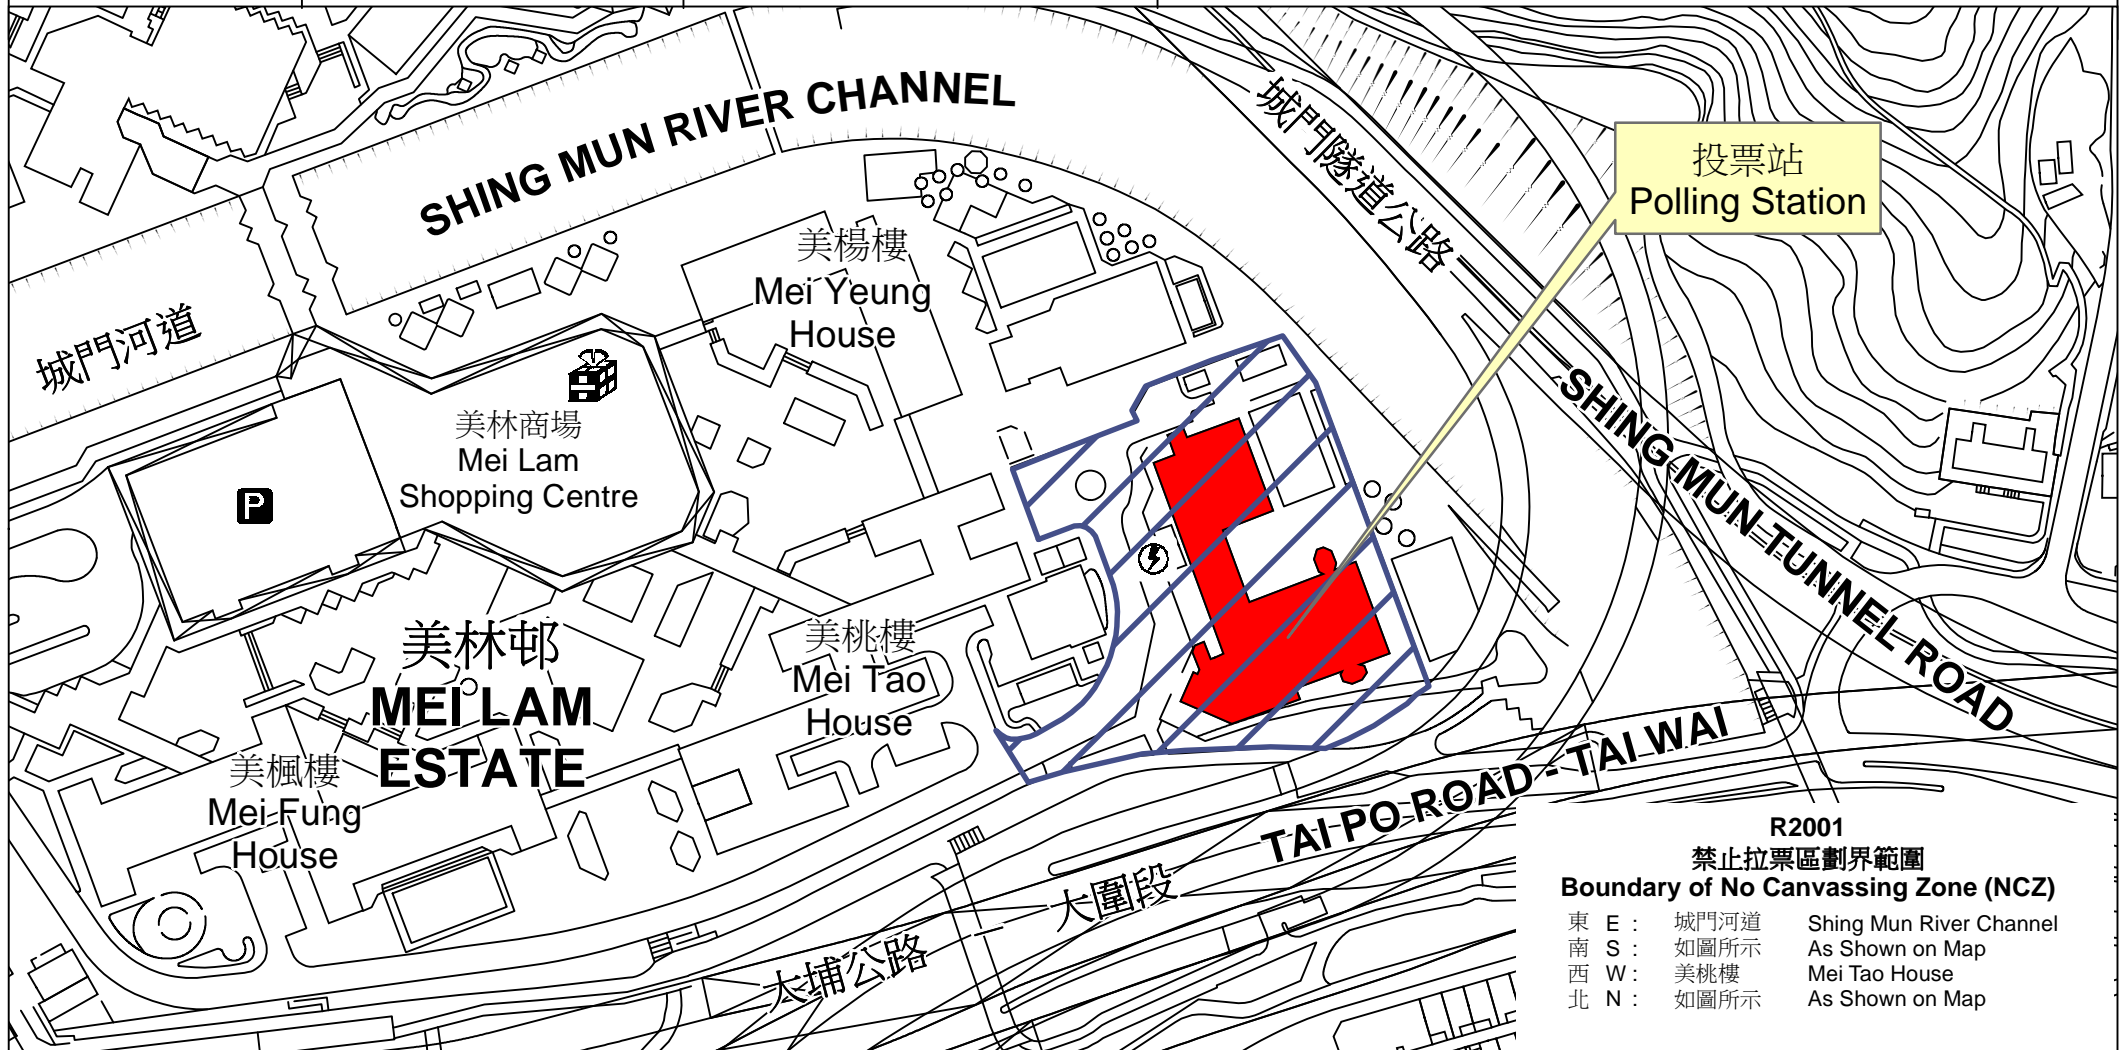 SHING MUN RIVER CHANNEL
城門隧道公路
投票站
Polling Station
美楊樓
Mei Yeung
House
城門河道
美林商場
Mei Lam
Shopping Centre
P
SHING MUN TUNNEL ROAD
美林邨
MEI LAM
ESTATE
美桃樓
Mei Tao
House
美楓樓
Mei Fung
House
TAI PO ROAD - TAI WAI
大圍段
大埔公路
R2001
禁止拉票區劃界範圍
Boundary of No Canvassing Zone (NCZ)
東 E : 城門河道 Shing Mun River Channel
南 S : 如圖所示 As Shown on Map
西 W : 美桃樓 Mei Tao House
北 N : 如圖所示 As Shown on Map